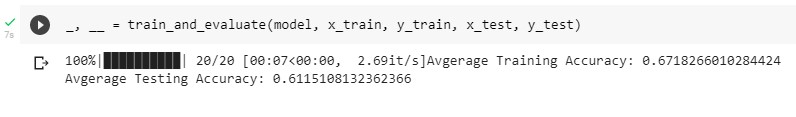 _, __ = train_and_evaluate(model, x_train, y_train, x_test, y_test)
7s
100%|██████████| 20/20 [00:07<00:00,  2.69it/s]Avgerage Training Accuracy: 0.6718266010284424
Avgerage Testing Accuracy: 0.6115108132362366